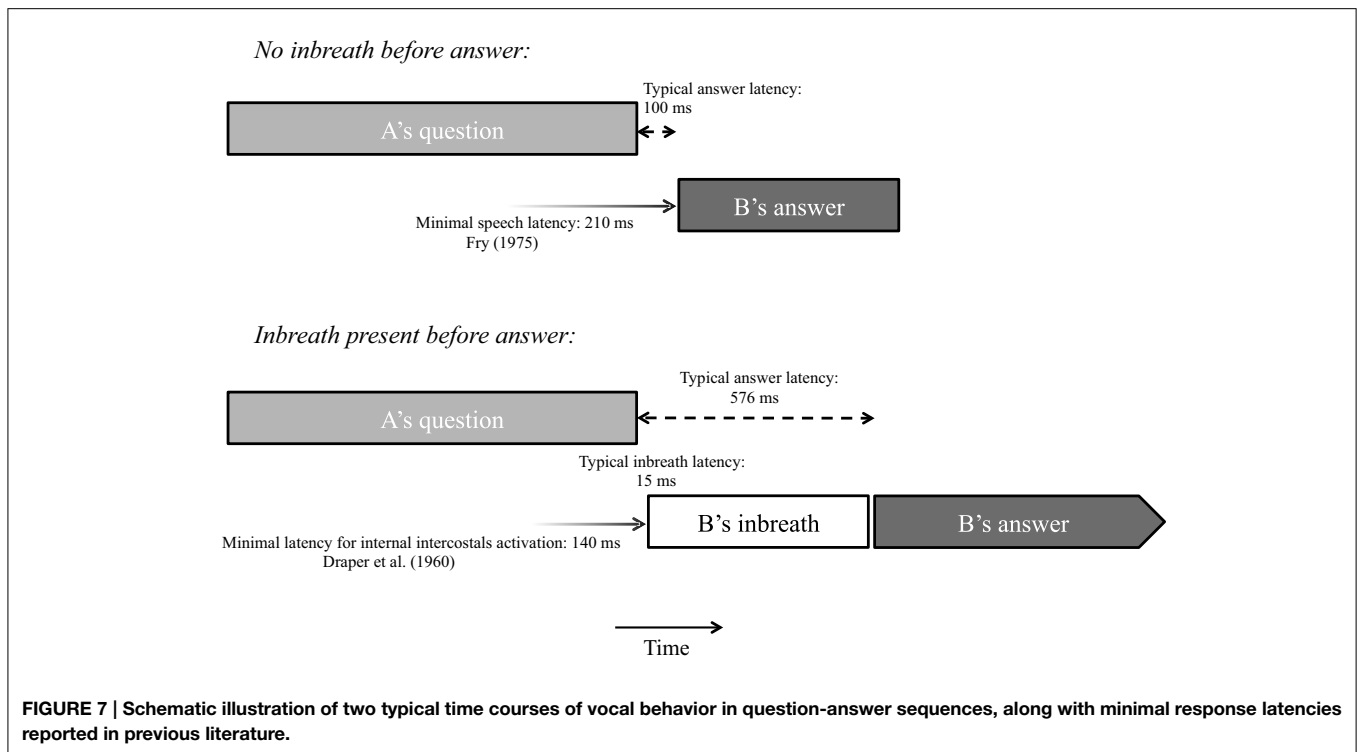 No inbreath before answer:
Typical answer latency:
100 ms
A's question
B's answer
Minimal speech latency: 210 ms
Fry (1975)
Inbreath present before answer:
Typical answer latency:
576 ms
A's question
Typical inbreath latency:
15 ms
B's inbreath
B's answer
Minimal latency for internal intercostals activation: 140 ms
Draper et al. (1960)
Time
FIGURE 7 | Schematic illustration of two typical time courses of vocal behavior in question-answer sequences, along with minimal response latencies
reported in previous literature.